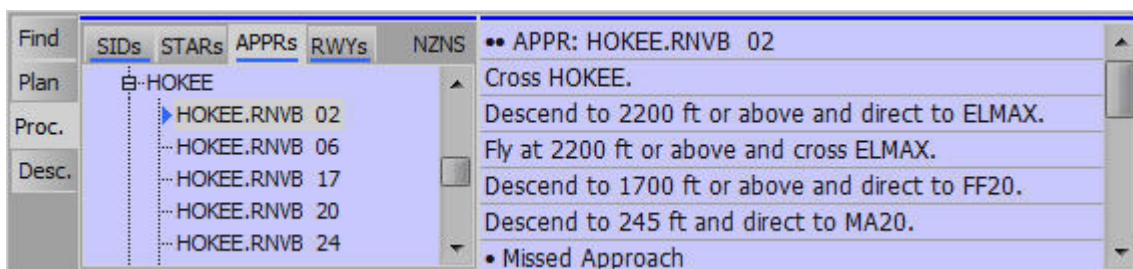 Find
Plan
Proc.
Desc.
SIDs STARs APPRs RWYs NZNS
HOKEE
HOKEE.RNVB 02
HOKEE.RNVB 06
HOKEE.RNVB 17
HOKEE.RNVB 20
HOKEE.RNVB 24
•• APPR: HOKEE.RNVB 02
Cross HOKEE.
Descend to 2200 ft or above and direct to ELMAX.
Fly at 2200 ft or above and cross ELMAX.
Descend to 1700 ft or above and direct to FF20.
Descend to 245 ft and direct to MA20.
• Missed Approach